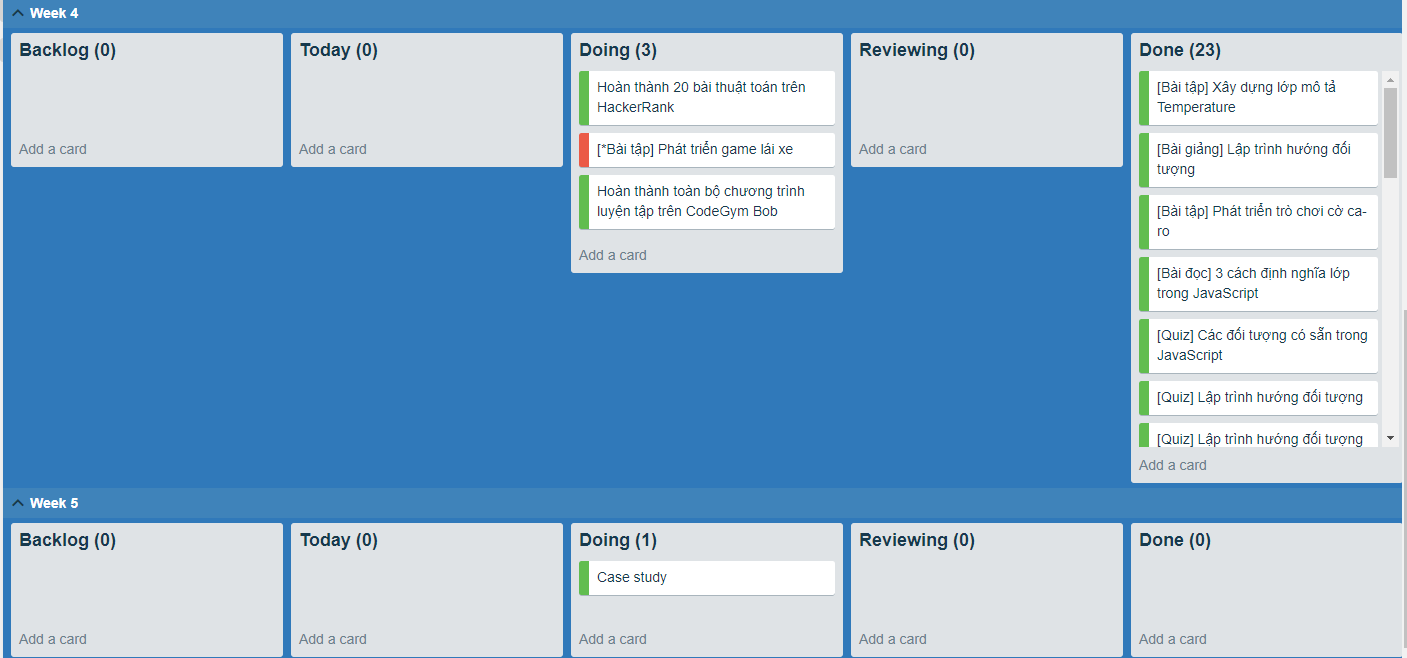 Week 4
Backlog (0)
Add a card
Today (0)
Add a card
Doing (3)
Hoàn thành 20 bài thuật toán trên
HackerRank
[*Bài tập] Phát triển game lái xe
Hoàn thành toàn bộ chương trình
luyện tập trên CodeGym Bob
Add a card
Reviewing (0)
Add a card
Done (23)
[Bài tập] Xây dựng lớp mô tả
Temperature
[Bài giảng] Lập trình hướng đối
tượng
[Bài tập] Phát triển trò chơi cờ ca-
ro
[Bài đọc] 3 cách định nghĩa lớp
trong JavaScript
[Quiz] Các đối tượng có sẵn trong
JavaScript
[Quiz] Lập trình hướng đối tượng
[Quiz] Lập trình hướng đối tượng
Add a card
Week 5
Backlog (0)
Add a card
Today (0)
Add a card
Doing (1)
Case study
Add a card
Reviewing (0)
Add a card
Done (0)
Add a card